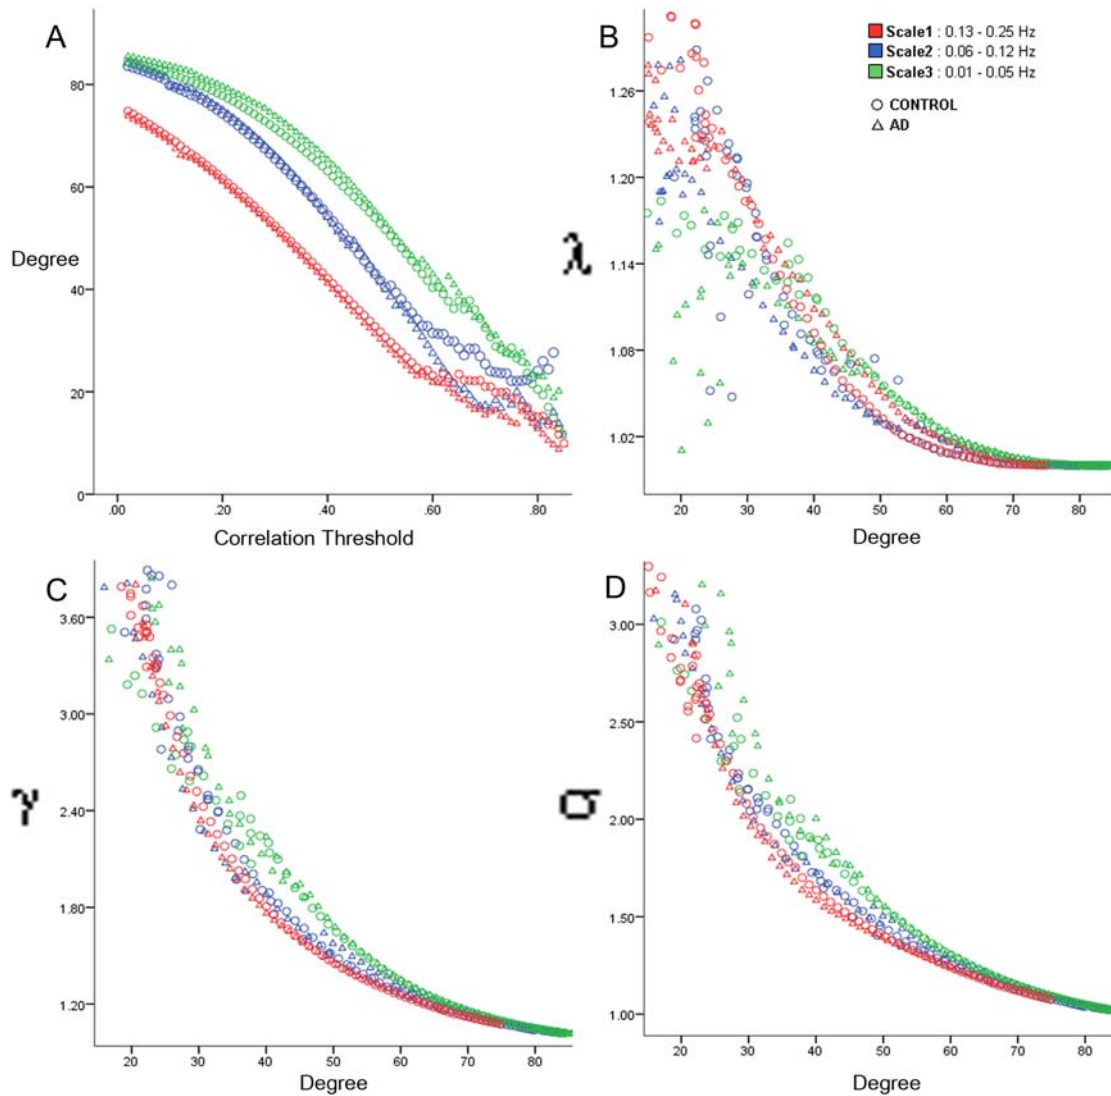 A
80
60
Degree
40
20
0
.00
.20
.40
.60
.80
Correlation Threshold
B
Scale1 : 0.13 - 0.25 Hz
Scale2 : 0.06 - 0.12 Hz
Scale3 : 0.01 - 0.05 Hz
CONTROL
AD
1.26
1.20
λ
1.14
1.08
1.02
20
30
40
50
60
70
80
Degree
C
3.60
3.00
γ
2.40
1.80
1.20
20
30
40
50
60
70
80
Degree
D
3.00
2.50
σ
2.00
1.50
1.00
20
30
40
50
60
70
80
Degree